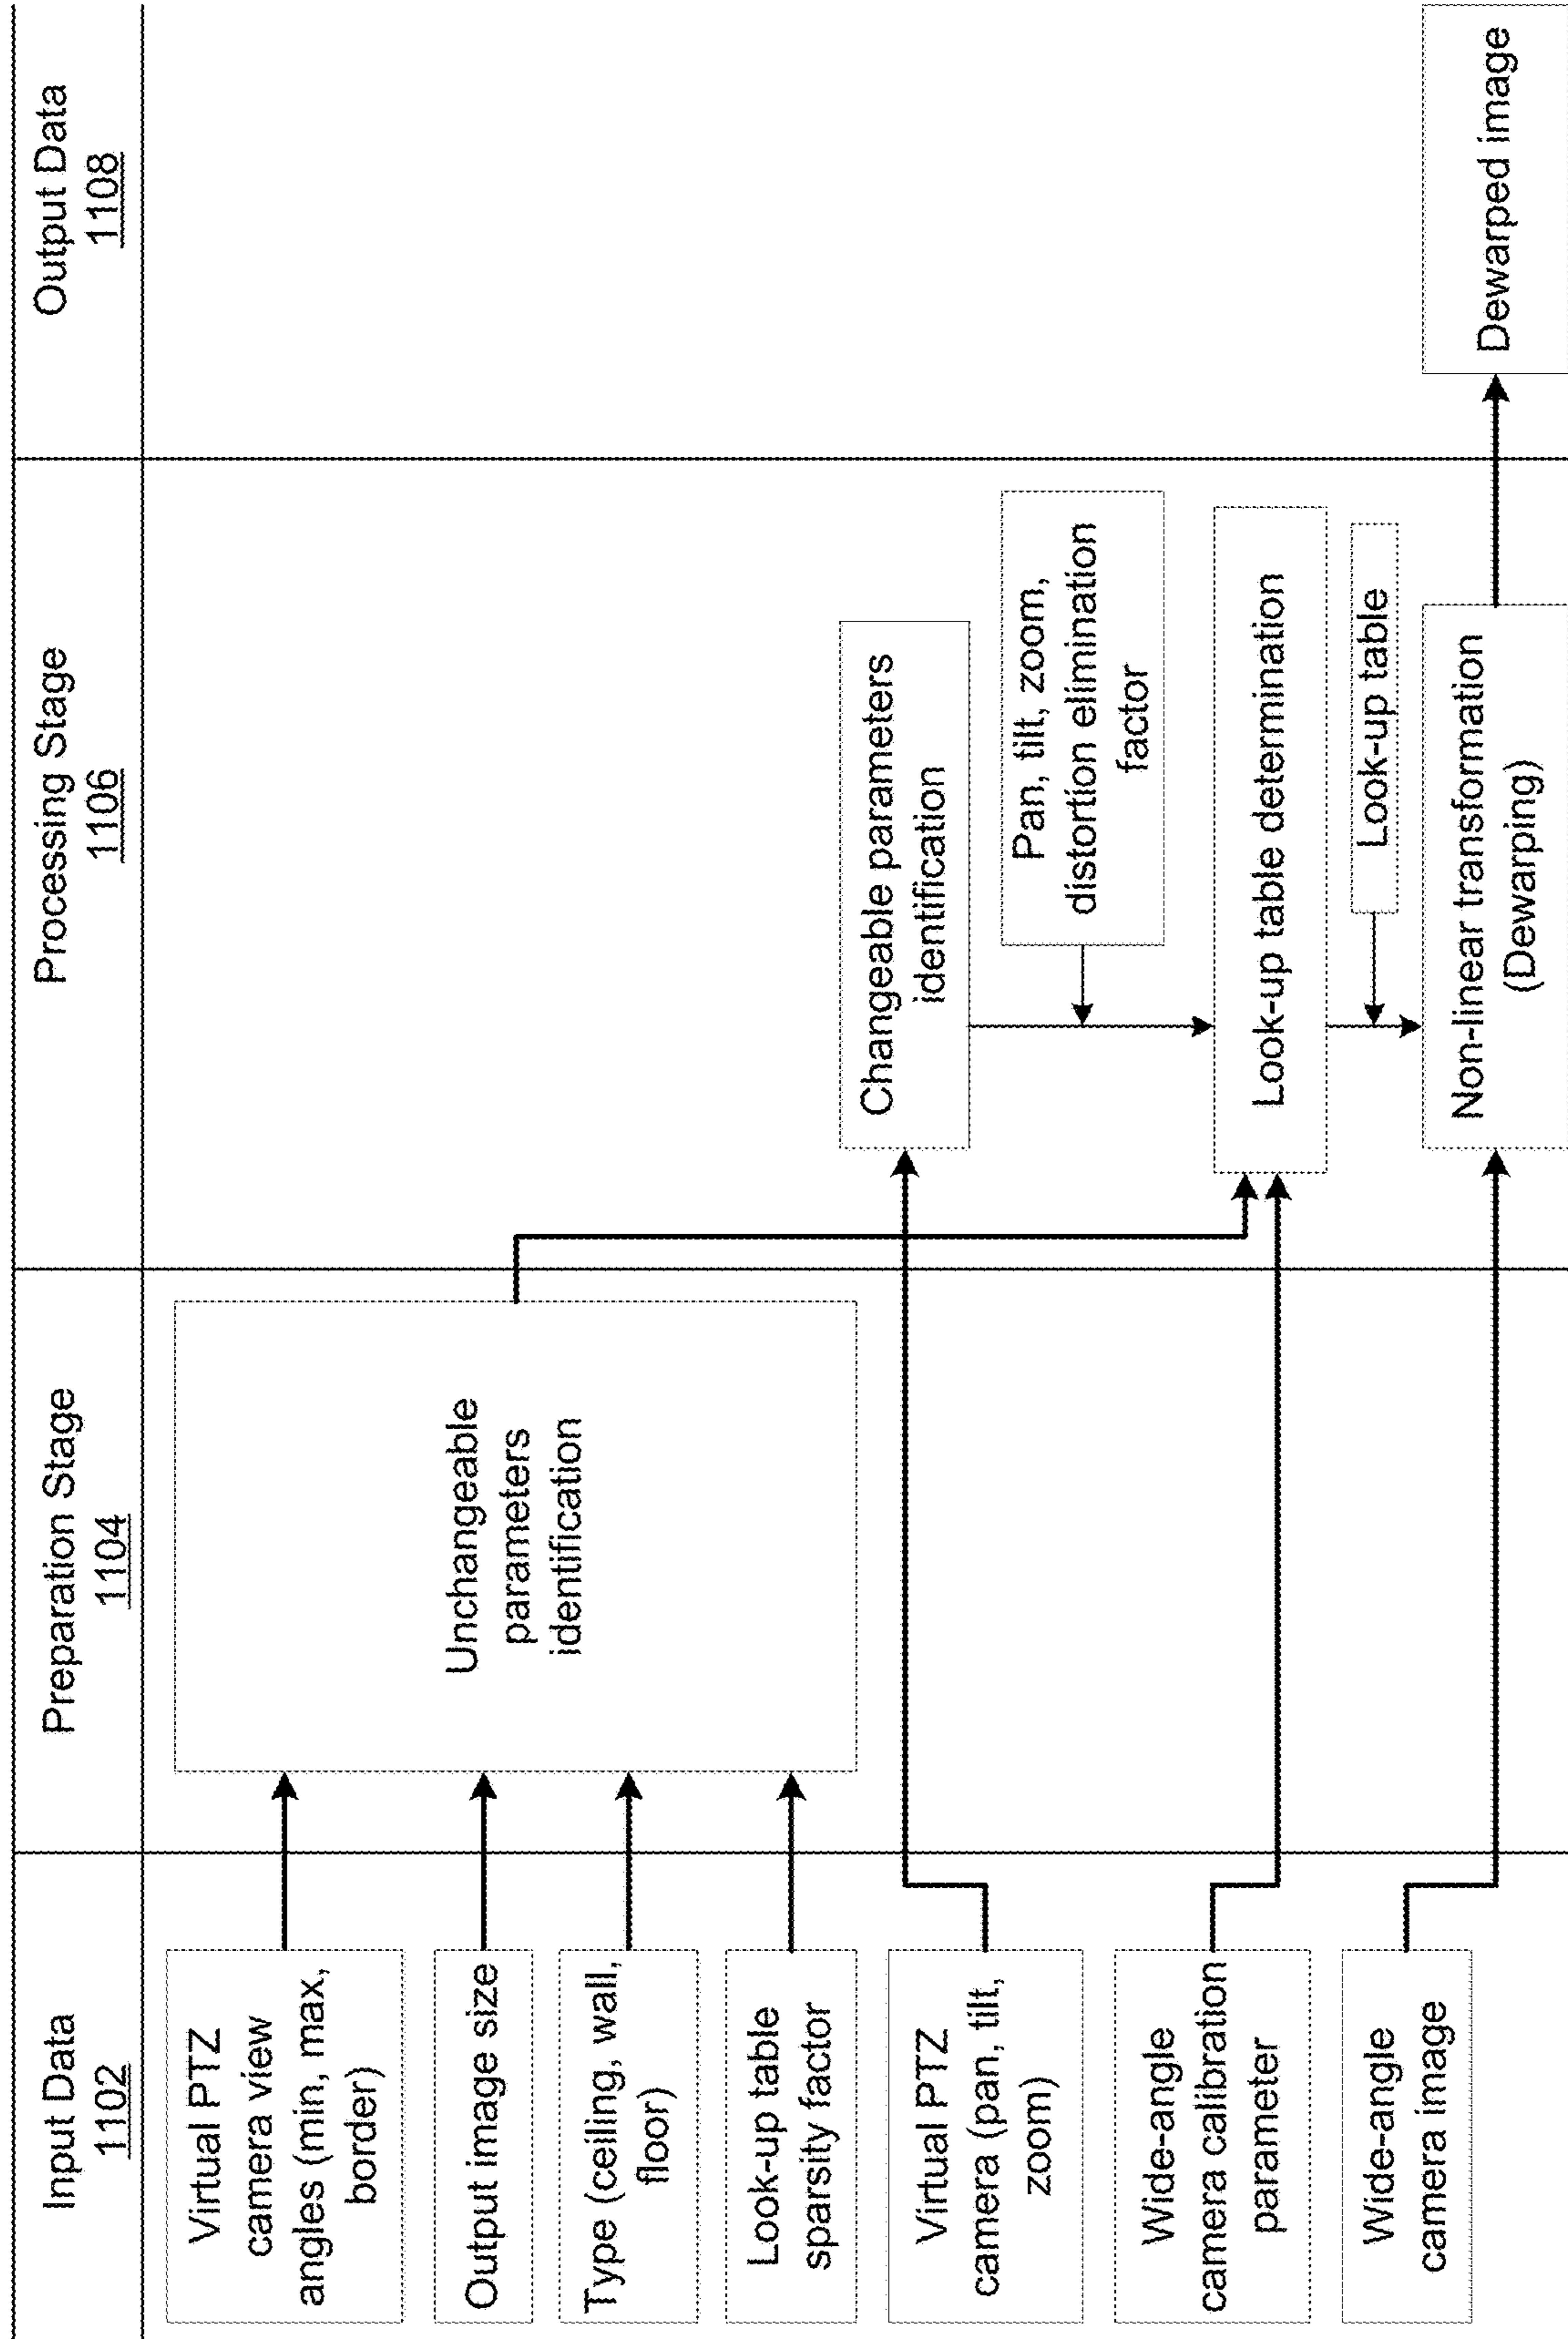 Input Data
1102
Preparation Stage
1104
Processing Stage
1106
Output Data
1108
Virtual PTZ
camera view
angles (min, max,
border)
Output image size
Type (ceiling, wall,
floor)
Look-up table
sparsity factor
Virtual PTZ
camera (pan, tilt,
zoom)
Wide-angle
camera calibration
parameter
Wide-angle
camera image
Unchangeable
parameters
identification
Changeable parameters
identification
Pan, tilt, zoom,
distortion elimination
factor
Look-up table determination
Look-up table
Non-linear transformation
(Dewarping)
Dewarped image